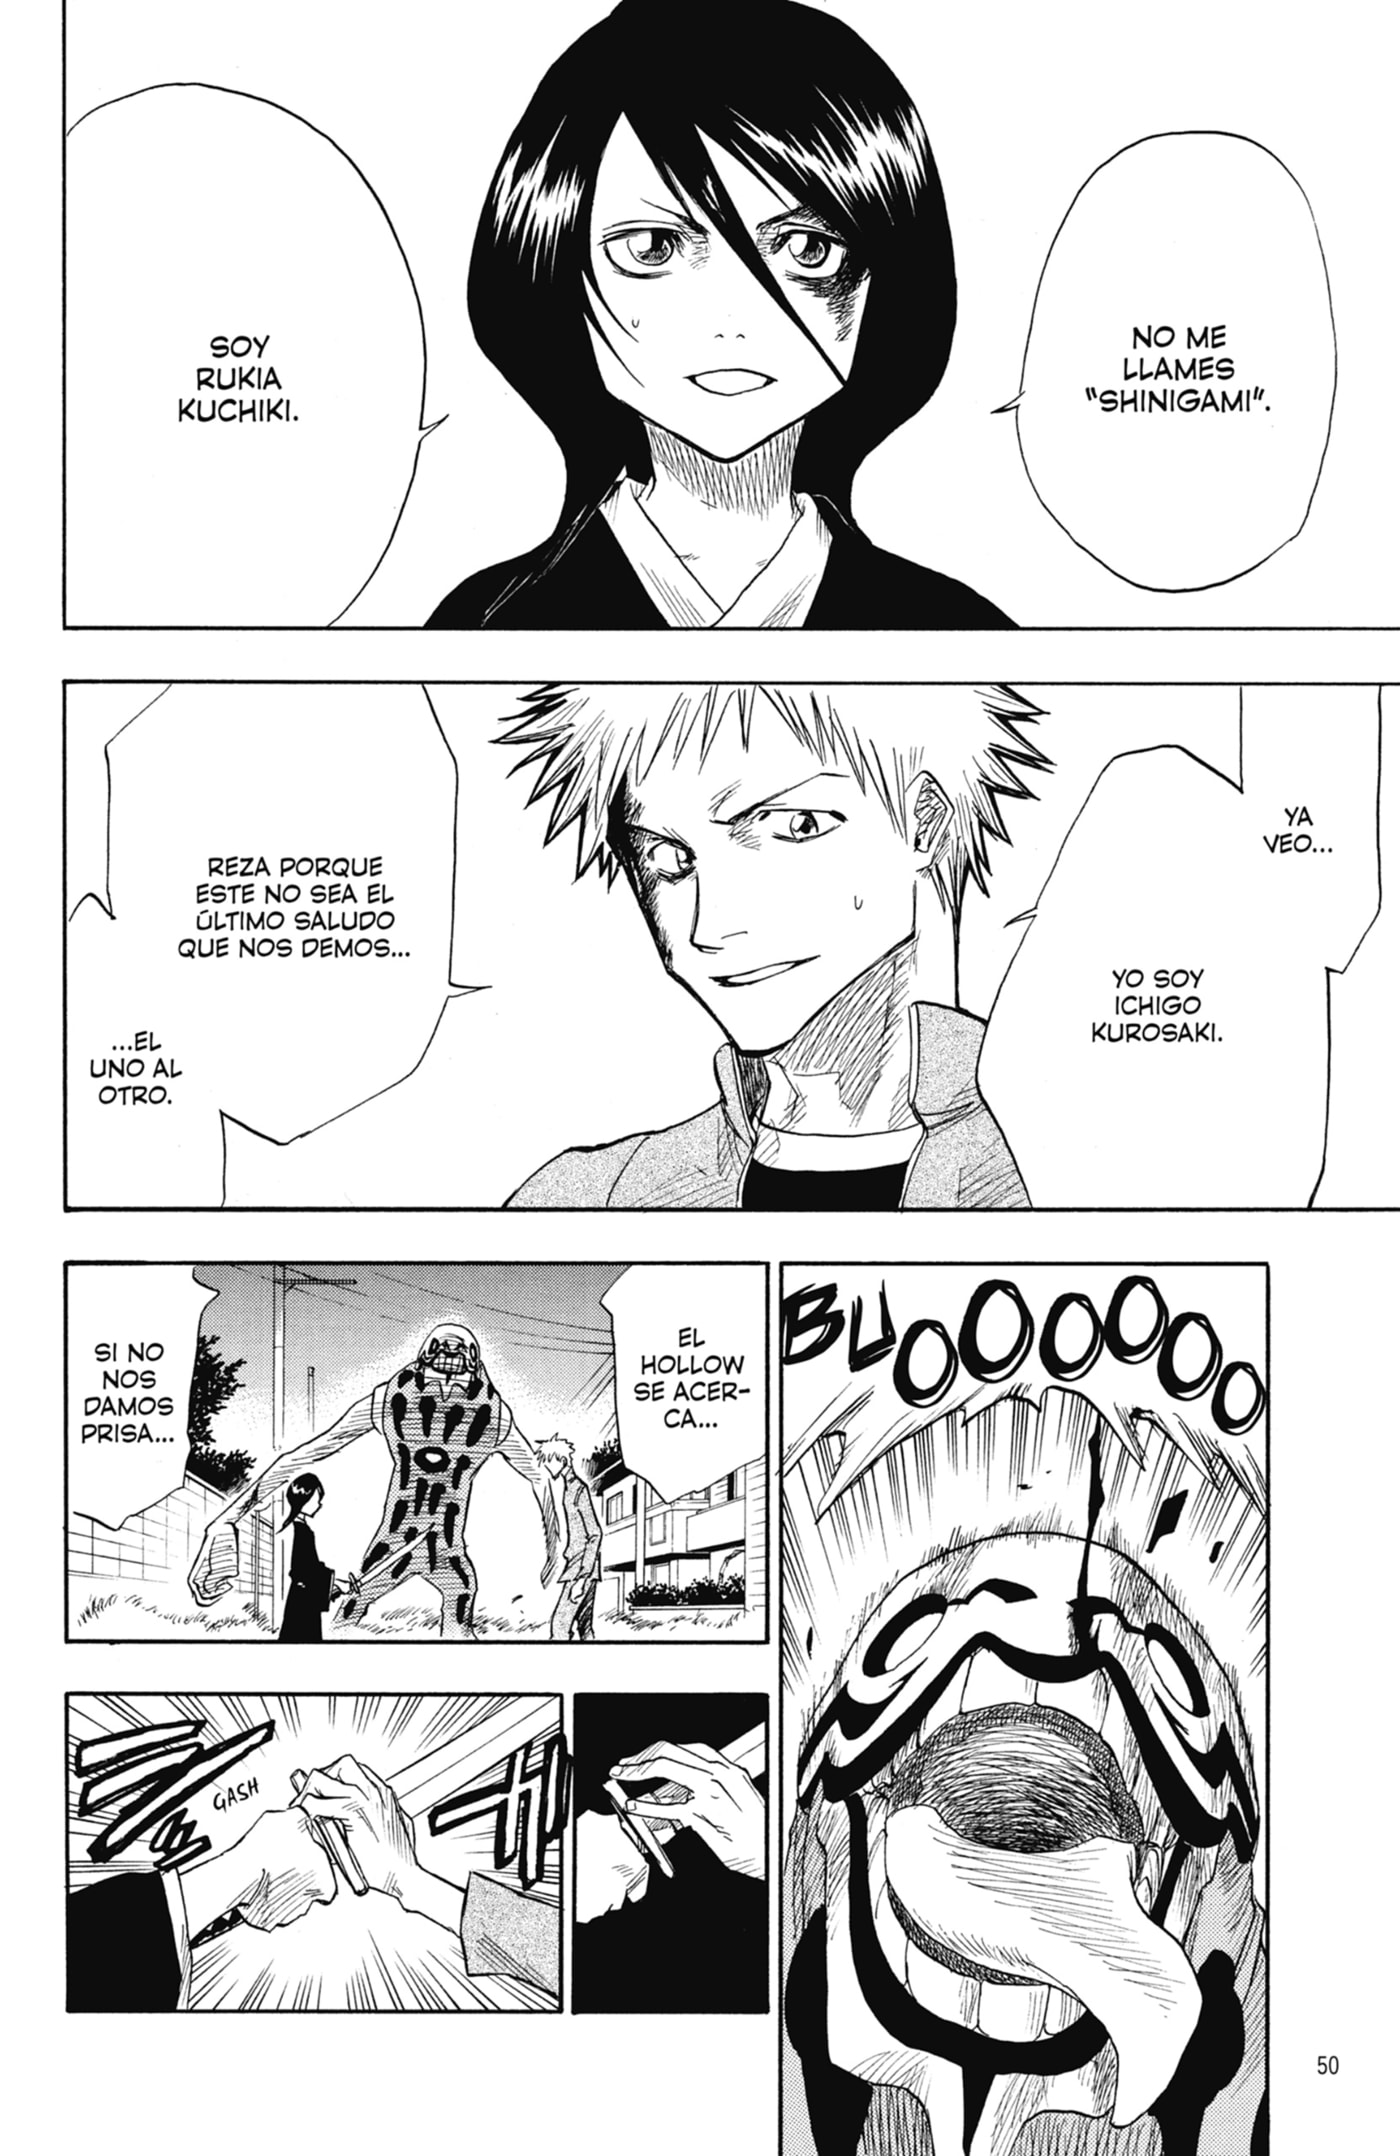 NO ME
LLAMES
“SHINIGAMI”.
SOY
RUKIA
KUCHIKI.
YA
VEO...
YO SOY
ICHIGO
KUROSAKI.
REZA PORQUE
ESTE NO SEA EL
ÚLTIMO SALUDO
QUE NOS DEMOS...
...EL
UNO AL
OTRO.
BUOOOOOO
EL
HOLLOW
SE ACER-
CA...
SI NO
NOS
DAMOS
PRISA...
ガ
GASH
50